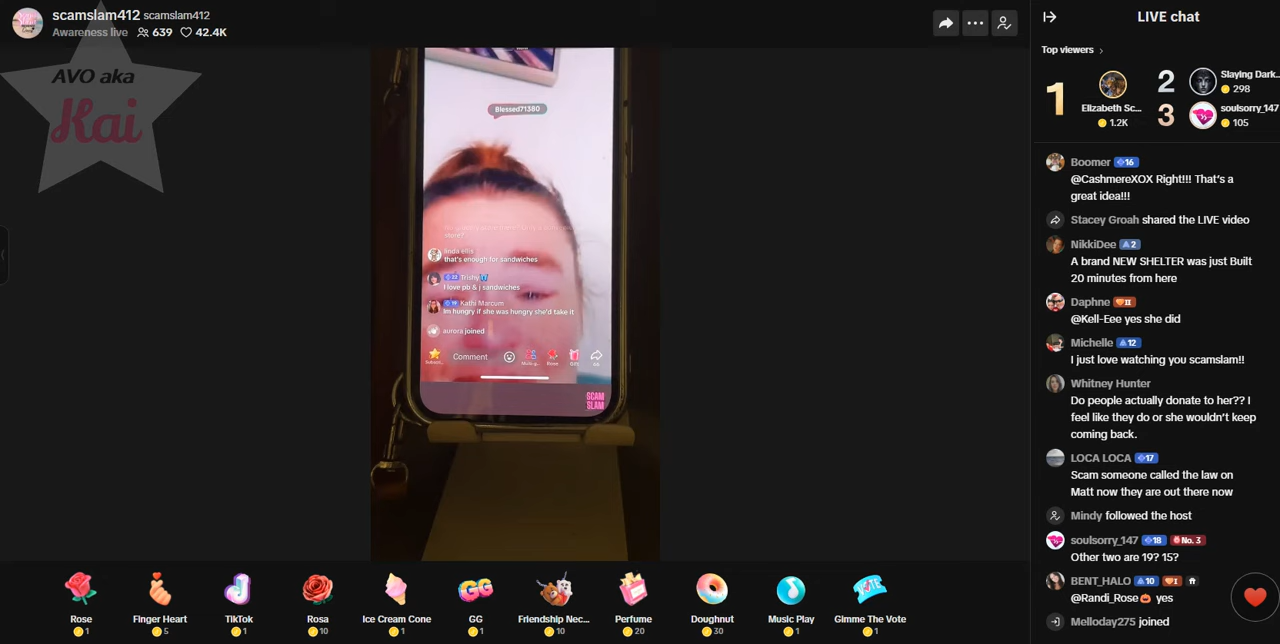 scamslam412 scamslam412
Awareness live 639 42.4K
AVO aka
Kai
Blessed71380
linda ellis
that's enough for sandwiches
22 Trishy
I love pb & j sandwiches
19 Kathi Marcum
Im hungry if she was hungry she'd take it
aurora joined
Comment
SCAM
SLAM
LIVE chat
Top viewers
1
Elizabeth Sc...
1.2K
2
Slaying Dark...
298
3
soulsorry_147
105
Boomer 16
@CashmereXOX Right!!! That's a
great idea!!!
Stacey Groah shared the LIVE video
NikkiDee 2
A brand NEW SHELTER was just Built
20 minutes from here
Daphne II
@Kell-Eee yes she did
Michelle 12
I just love watching you scamslam!!
Whitney Hunter
Do people actually donate to her?? I
feel like they do or she wouldn't keep
coming back.
LOCA LOCA 17
Scam someone called the law on
Matt now they are out there now
Mindy followed the host
soulsorry_147 18 No. 3
Other two are 19? 15?
BENT_HALO 10 I
@Randi_Rose yes
Melloday275 joined
Rose
1
Finger Heart
5
TikTok
1
Rosa
10
Ice Cream Cone
1
GG
1
Friendship Nec...
10
Perfume
20
Doughnut
30
Music Play
1
Gimme The Vote
1